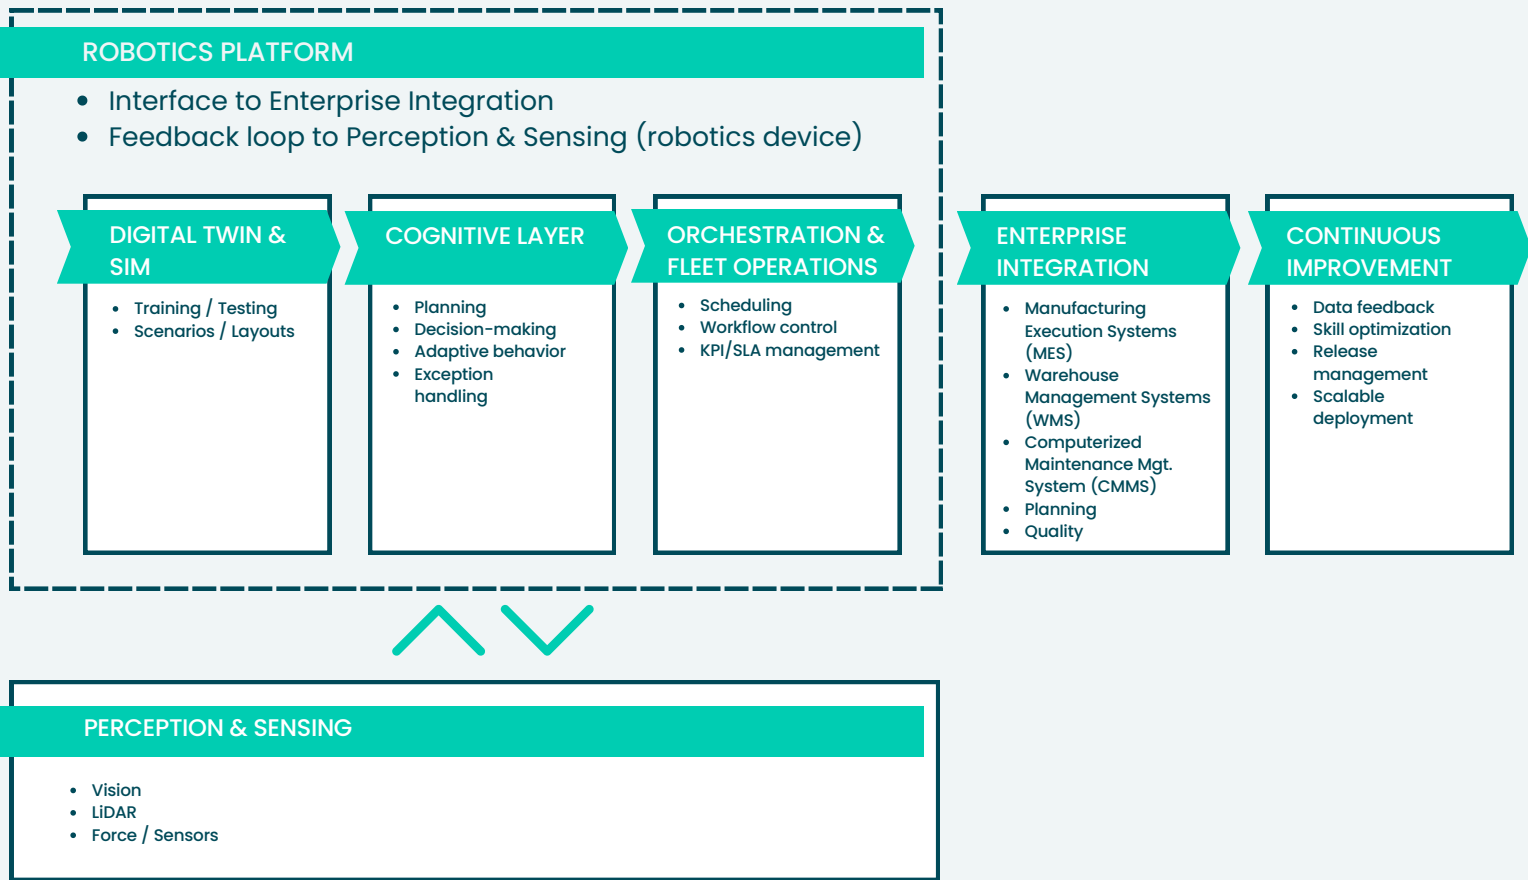 ROBOTICS PLATFORM
• Interface to Enterprise Integration
• Feedback loop to Perception & Sensing (robotics device)
DIGITAL TWIN &
SIM
• Training / Testing
• Scenarios / Layouts
COGNITIVE LAYER
• Planning
• Decision-making
• Adaptive behavior
• Exception
handling
ORCHESTRATION &
FLEET OPERATIONS
• Scheduling
• Workflow control
• KPI/SLA management
ENTERPRISE
INTEGRATION
• Manufacturing
Execution Systems
(MES)
• Warehouse
Management Systems
(WMS)
• Computerized
Maintenance Mgt.
System (CMMS)
• Planning
• Quality
CONTINUOUS
IMPROVEMENT
• Data feedback
• Skill optimization
• Release
management
• Scalable
deployment
PERCEPTION & SENSING
• Vision
• LiDAR
• Force / Sensors